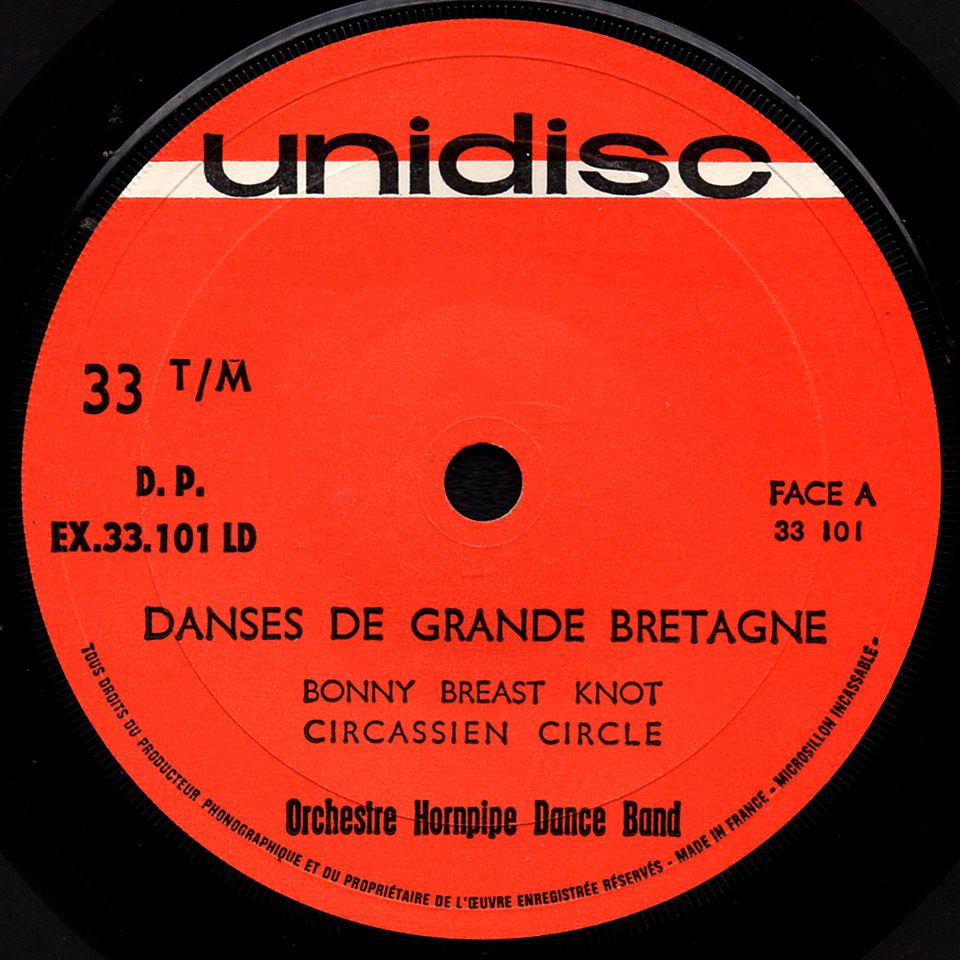 unidisc
33 T/M
D. P.
EX.33.101 LD
FACE A
33 101
DANSES DE GRANDE BRETAGNE
BONNY BREAST KNOT
CIRCASSIEN CIRCLE
Orchestre Hornpipe Dance Band
TOUS DROITS DU PRODUCTEUR PHONOGRAPHIQUE ET DU PROPRIÉTAIRE DE L'ŒUVRE ENREGISTRÉE RÉSERVÉS - MADE IN FRANCE - MICROSILLON INCASSABLE -